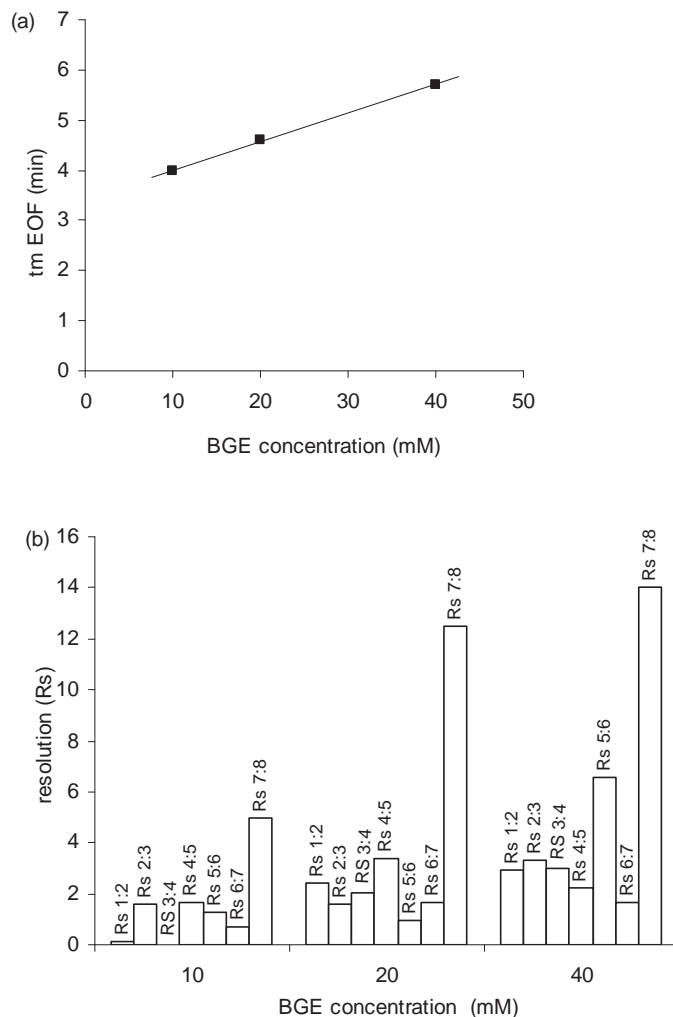 (a)
7
6
5
4
3
2
1
0
tm EOF (min)
0 10 20 30 40 50
BGE concentration (mM)
(b)
16
14
12
10
8
6
4
2
0
resolution (Rs)
Rs 1:2
Rs 2:3
RS 3:4
Rs 4:5
Rs 5:6
Rs 6:7
Rs 7:8
Rs 1:2
Rs 2:3
RS 3:4
Rs 4:5
Rs 5:6
Rs 6:7
Rs 7:8
Rs 1:2
Rs 2:3
RS 3:4
Rs 4:5
Rs 5:6
Rs 6:7
Rs 7:8
10 20 40
BGE concentration (mM)